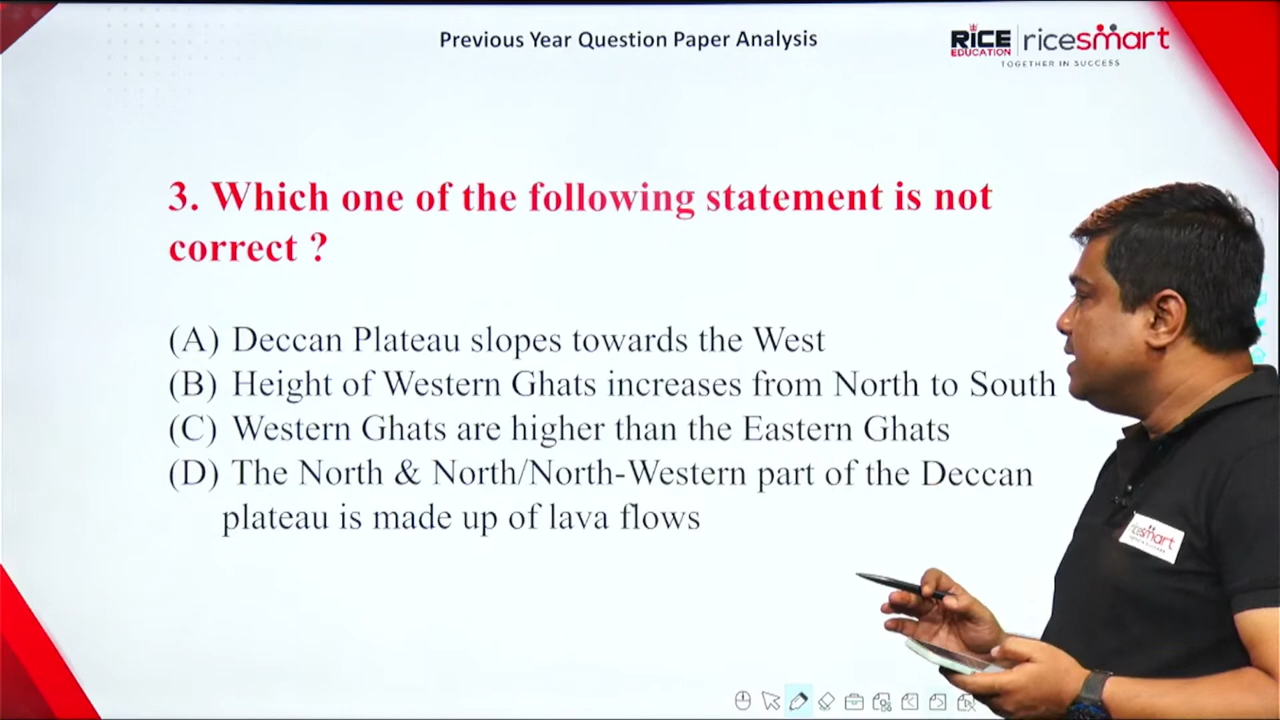 Previous Year Question Paper Analysis
RICE EDUCATION ricesmart
TOGETHER IN SUCCESS
3. Which one of the following statement is not
correct ?
(A) Deccan Plateau slopes towards the West
(B) Height of Western Ghats increases from North to South
(C) Western Ghats are higher than the Eastern Ghats
(D) The North & North/North-Western part of the Deccan
plateau is made up of lava flows
ricesmart